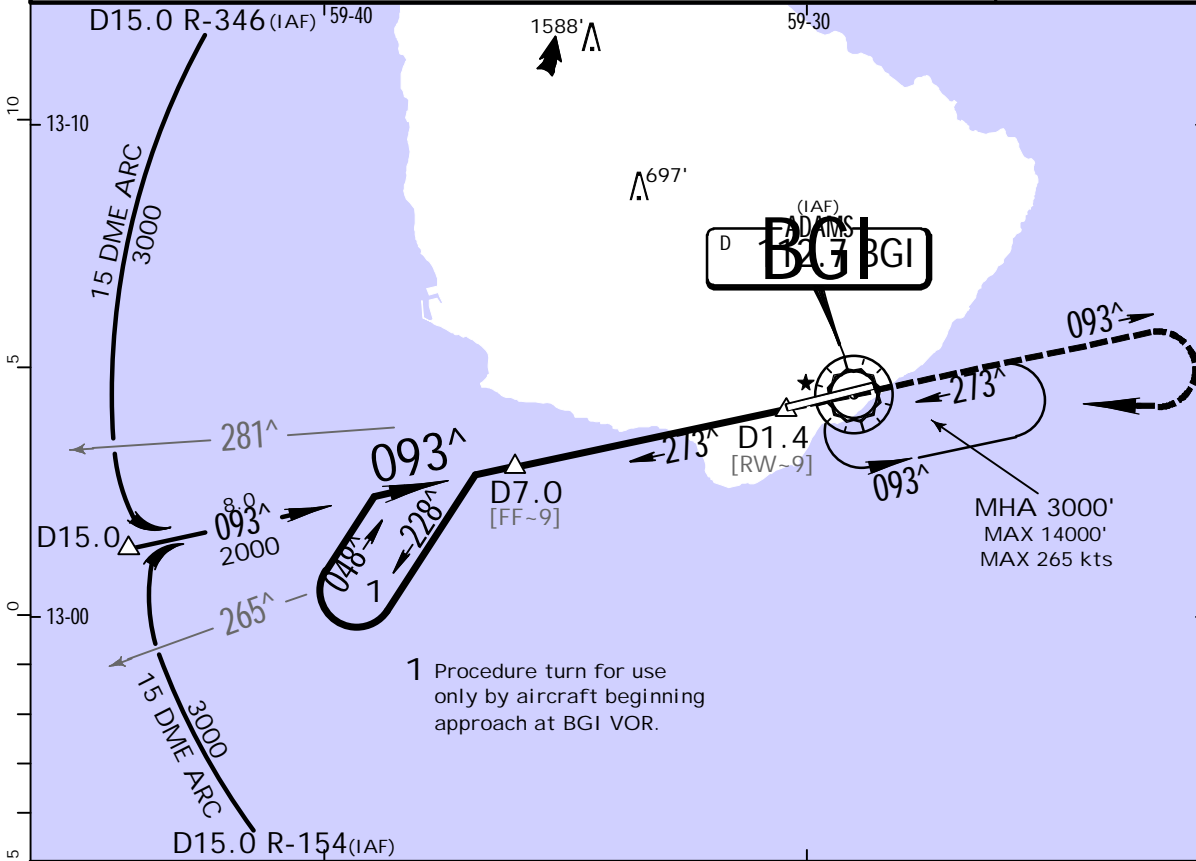 D15.0 R-346 (IAF)
59-40
59-30
1588'
10
13-10
15 DME ARC
3000
697'
(IAF)
ADAMS
BGI
D 112.7 BGI
093^
5
273^
281^
093^
273^
D1.4
[RW~9]
093^
D7.0
[FF~9]
MHA 3000'
MAX 14000'
MAX 265 kts
D15.0
8.0
093^
2000
228^
048^
1
0
13-00
265^
1 Procedure turn for use
only by aircraft beginning
approach at BGI VOR.
3000
15 DME ARC
D15.0 R-154(IAF)
5